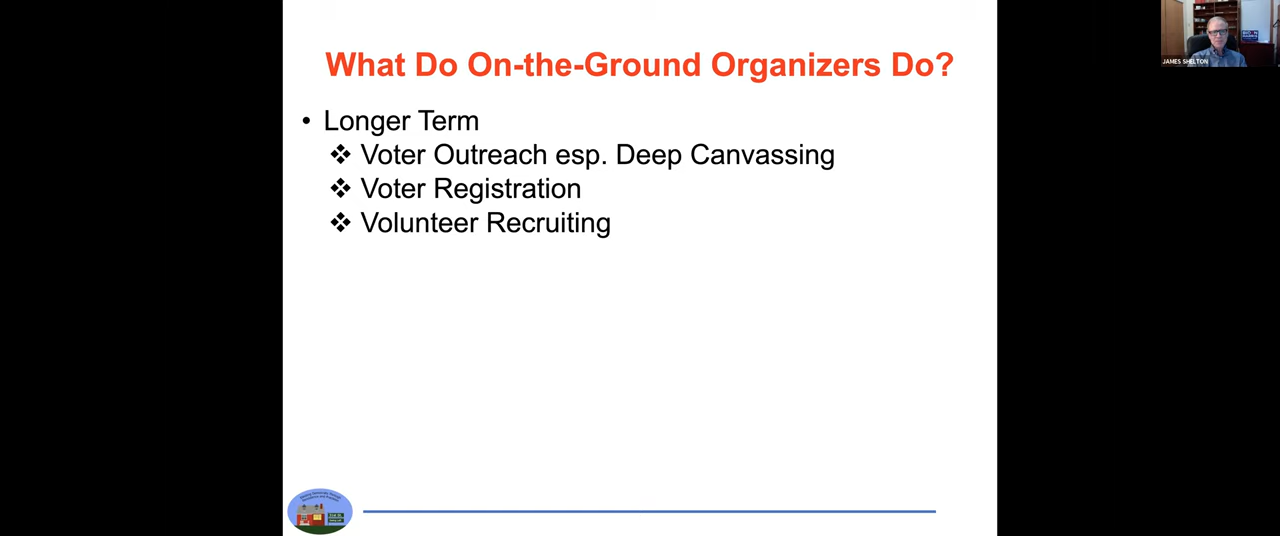 What Do On-the-Ground Organizers Do?
• Longer Term
❖ Voter Outreach esp. Deep Canvassing
❖ Voter Registration
❖ Volunteer Recruiting
JAMES SHELTON